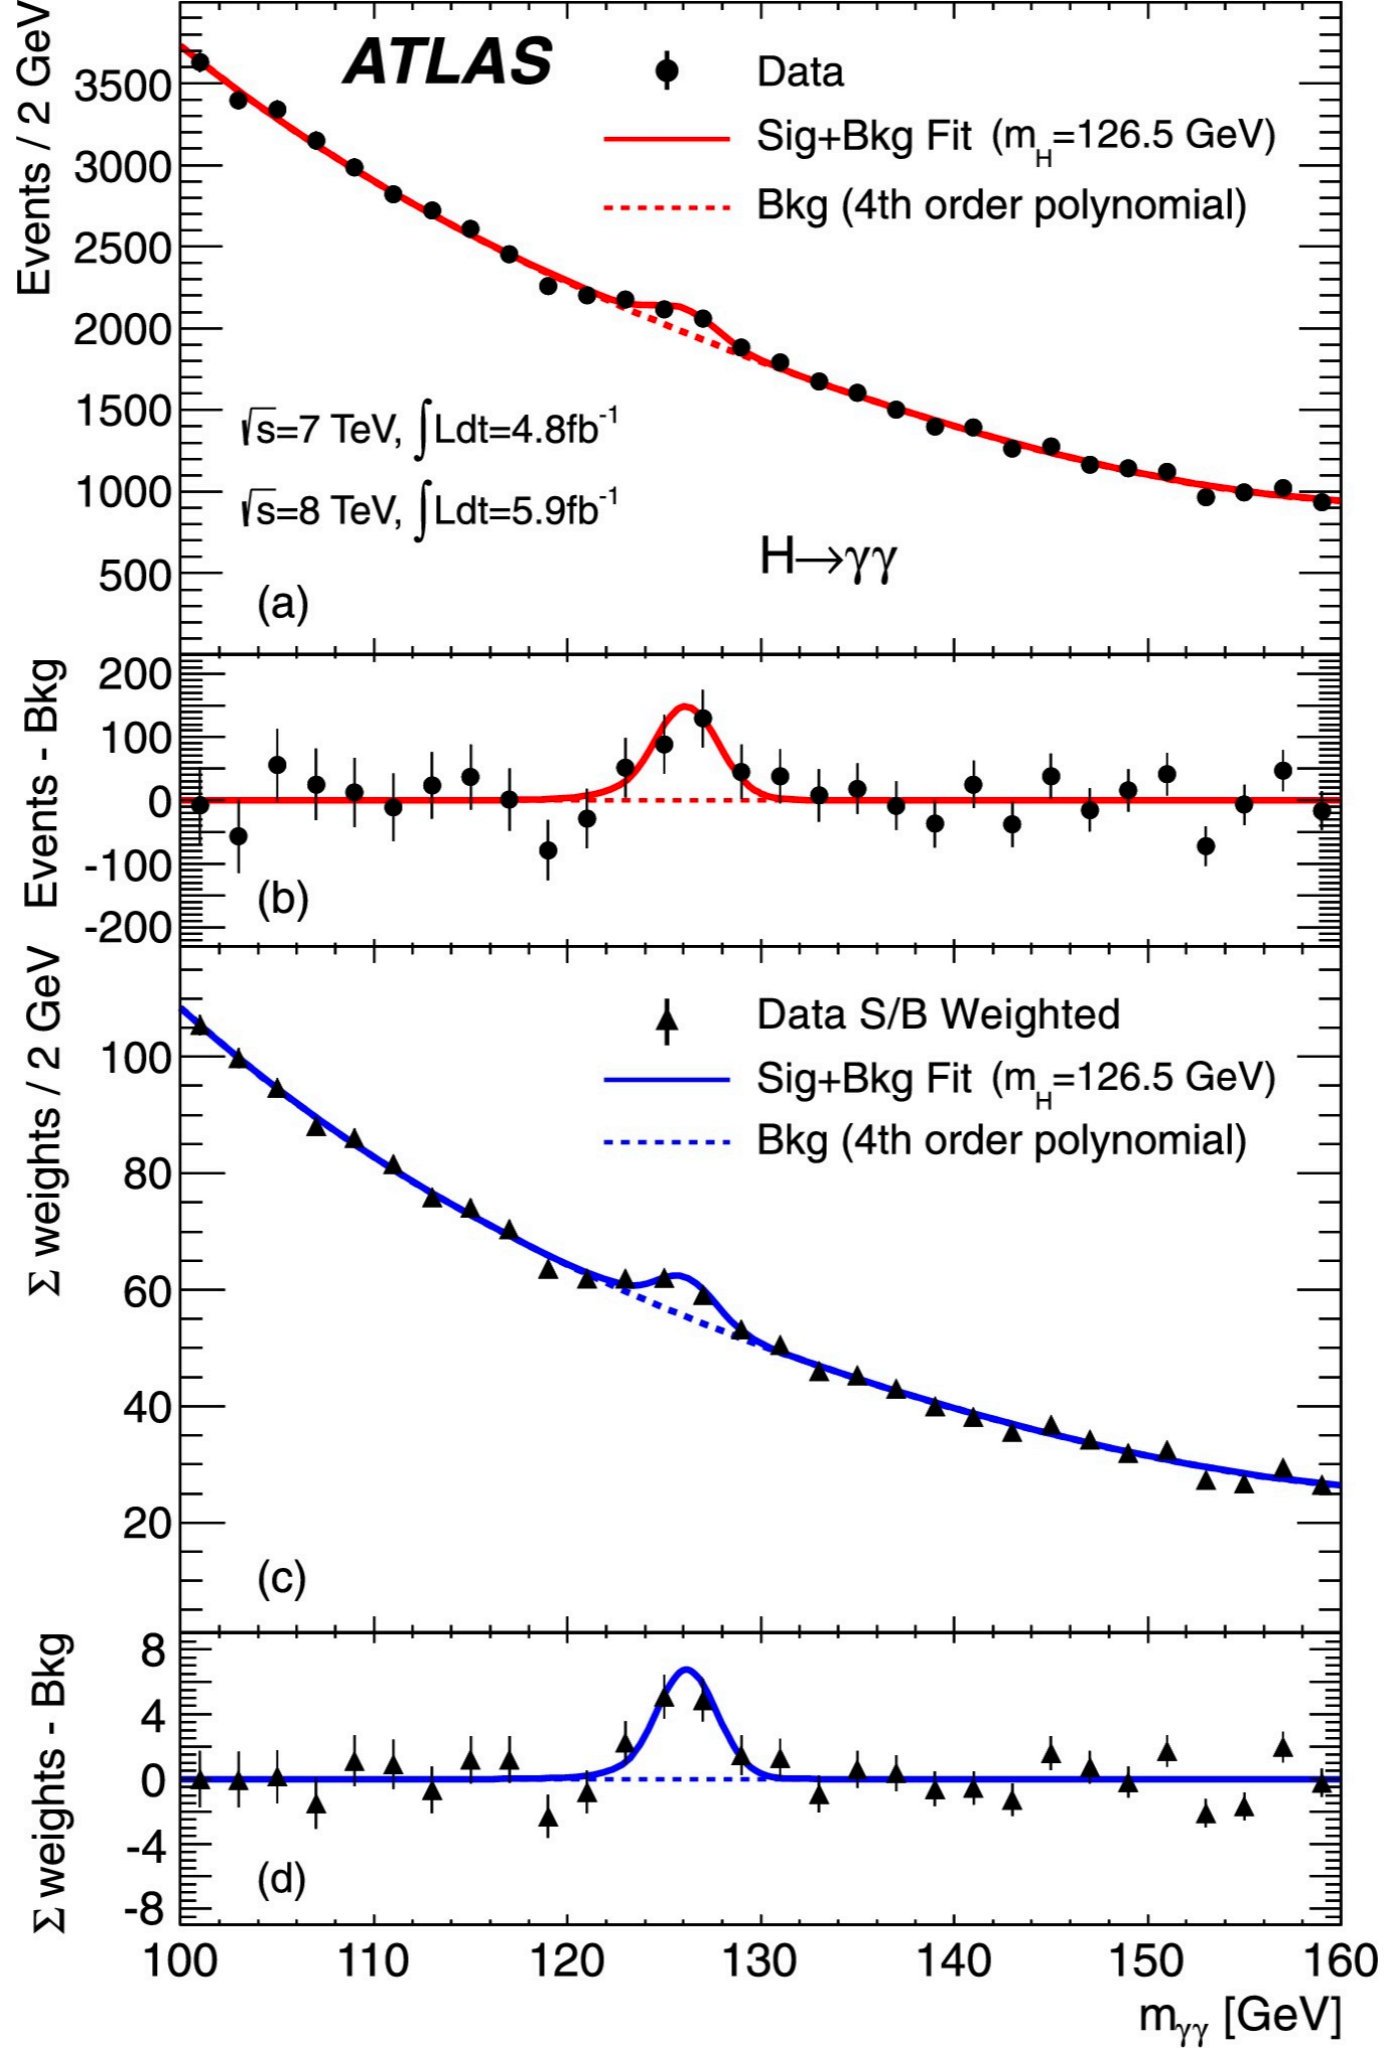 ATLAS
Data
Sig+Bkg Fit (mH=126.5 GeV)
Bkg (4th order polynomial)
Events / 2 GeV
3500
3000
2500
2000
1500
1000
500
√s=7 TeV, ∫Ldt=4.8fb-1
√s=8 TeV, ∫Ldt=5.9fb-1
H→γγ
(a)
Events - Bkg
200
100
0
-100
-200
(b)
Σ weights / 2 GeV
100
80
60
40
20
Data S/B Weighted
Sig+Bkg Fit (mH=126.5 GeV)
Bkg (4th order polynomial)
(c)
Σ weights - Bkg
8
4
0
-4
-8
(d)
100 110 120 130 140 150 160
mγγ [GeV]